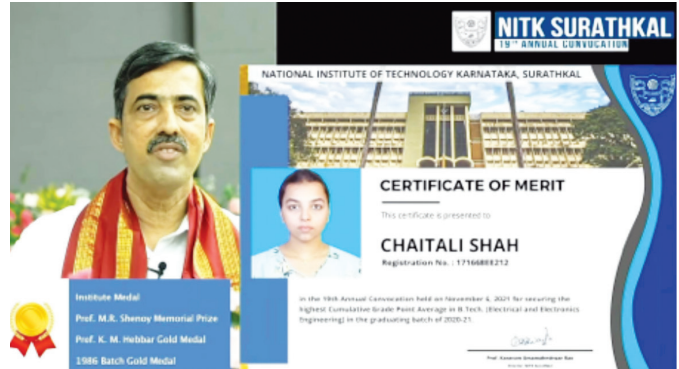 NITK SURATHKAL
19TH ANNUAL CONVOCATION
NATIONAL INSTITUTE OF TECHNOLOGY KARNATAKA, SURATHKAL
CERTIFICATE OF MERIT
This certificate is presented to
CHAITALI SHAH
Registration No. : 171668EE212
in the 19th Annual Convocation held on November 6, 2021 for securing the
highest Cumulative Grade Point Average in B.Tech. (Electrical and Electronics
Engineering) in the graduating batch of 2020-21.
Institute Medal
Prof. M.R. Shenoy Memorial Prize
Prof. K. M. Hebbar Gold Medal
1986 Batch Gold Medal
Prof. Rao